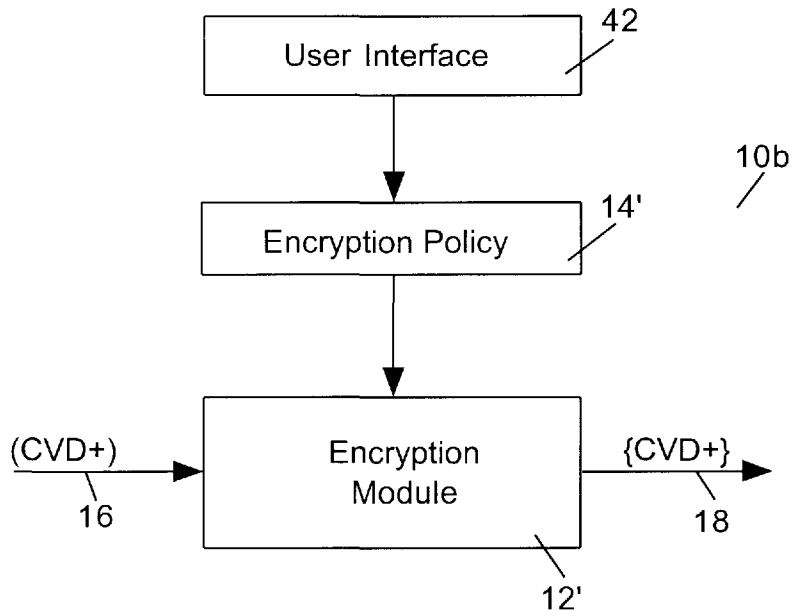 42
User Interface
10b
14'
Encryption Policy
(CVD+)
Encryption
Module
{CVD+}
16
18
12'